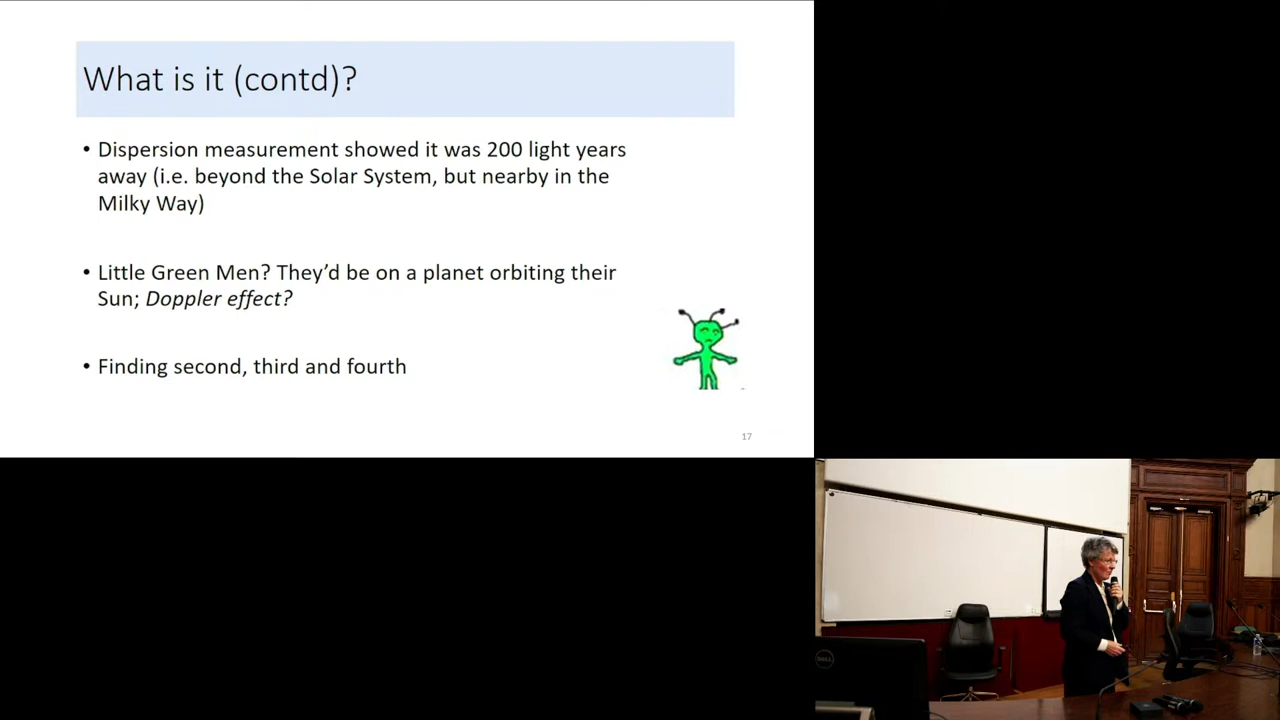 What is it (contd)?
• Dispersion measurement showed it was 200 light years
away (i.e. beyond the Solar System, but nearby in the
Milky Way)
• Little Green Men? They’d be on a planet orbiting their
Sun; Doppler effect?
• Finding second, third and fourth
17
DELL